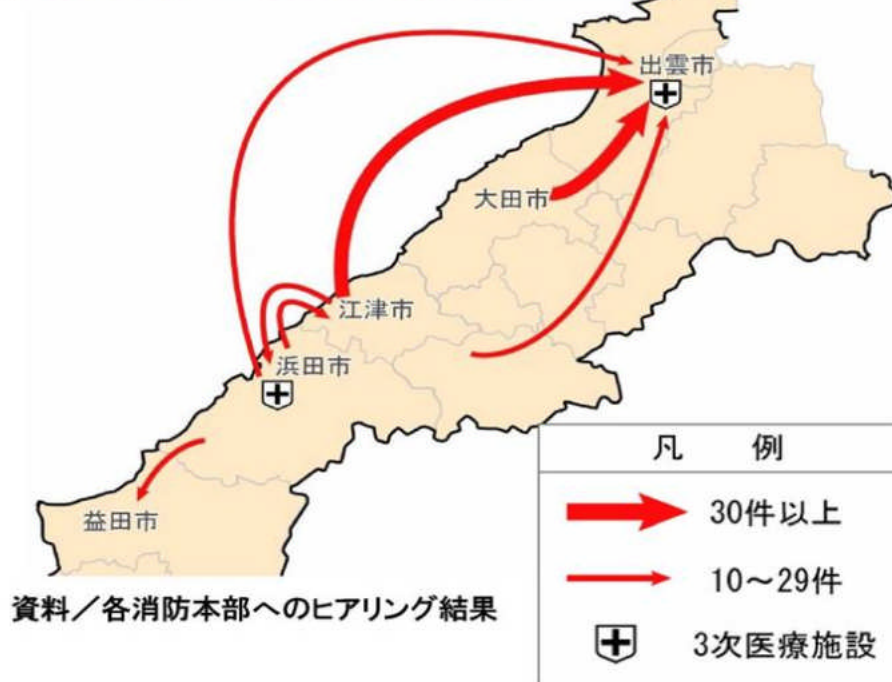 出雲市
大田市
江津市
浜田市
益田市
凡 例
30件以上
10～29件
3次医療施設
資料／各消防本部へのヒアリング結果